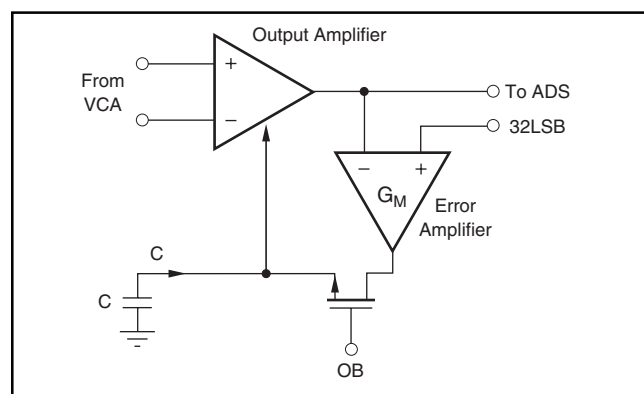 Output Amplifier
From
VCA
+
−
To ADS
32LSB
−
+
G_M
Error
Amplifier
C
C
OB